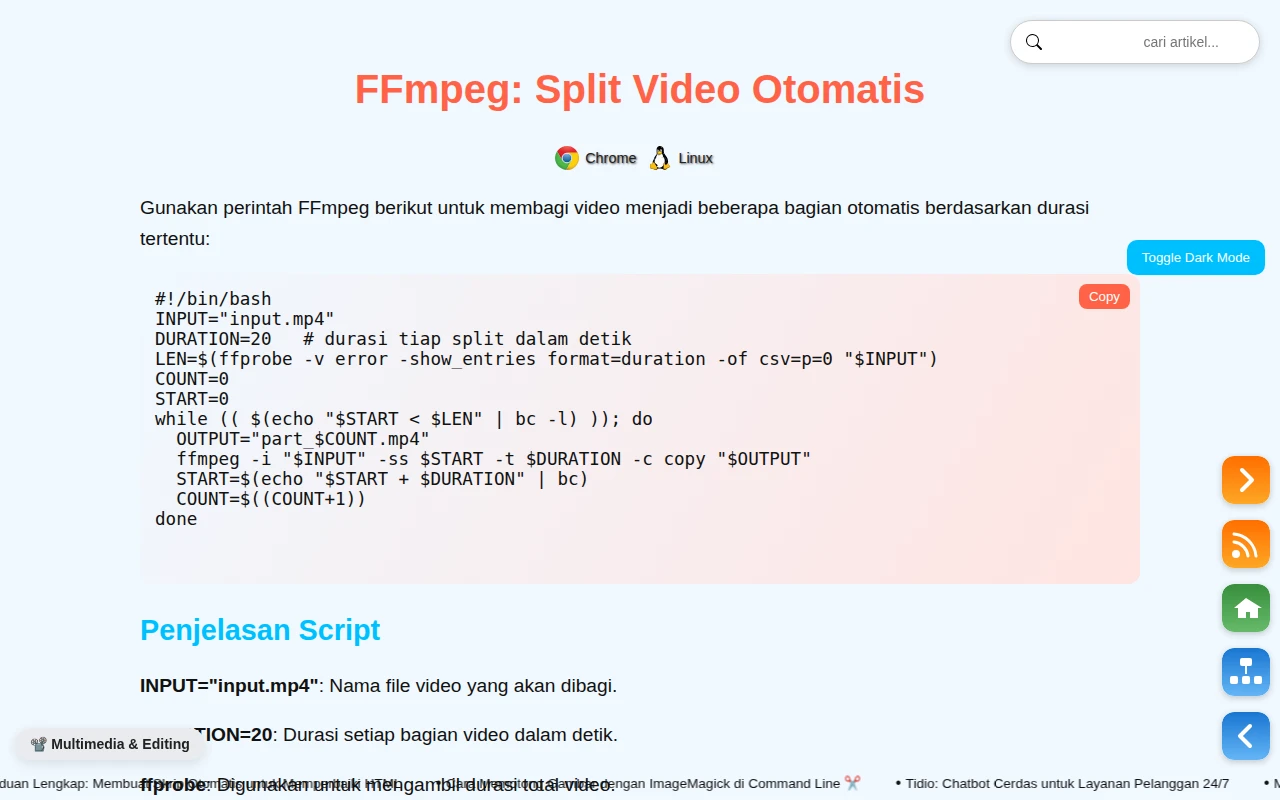 cari artikel...
FFmpeg: Split Video Otomatis
Chrome Linux
Gunakan perintah FFmpeg berikut untuk membagi video menjadi beberapa bagian otomatis berdasarkan durasi
tertentu:
Toggle Dark Mode
Copy
#!/bin/bash
INPUT="input.mp4"
DURATION=20   # durasi tiap split dalam detik
LEN=$(ffprobe -v error -show_entries format=duration -of csv=p=0 "$INPUT")
COUNT=0
START=0
while (( $(echo "$START < $LEN" | bc -l) )); do
  OUTPUT="part_$COUNT.mp4"
  ffmpeg -i "$INPUT" -ss $START -t $DURATION -c copy "$OUTPUT"
  START=$(echo "$START + $DURATION" | bc)
  COUNT=$((COUNT+1))
done
Penjelasan Script
INPUT="input.mp4": Nama file video yang akan dibagi.
TION=20: Durasi setiap bagian video dalam detik.
Multimedia & Editing
ffprobe: Digunakan untuk mengambil durasi total video.
duan Lengkap: Membuat dengan ImageMagick di Command Line ✂️ • Tidio: Chatbot Cerdas untuk Layanan Pelanggan 24/7 •